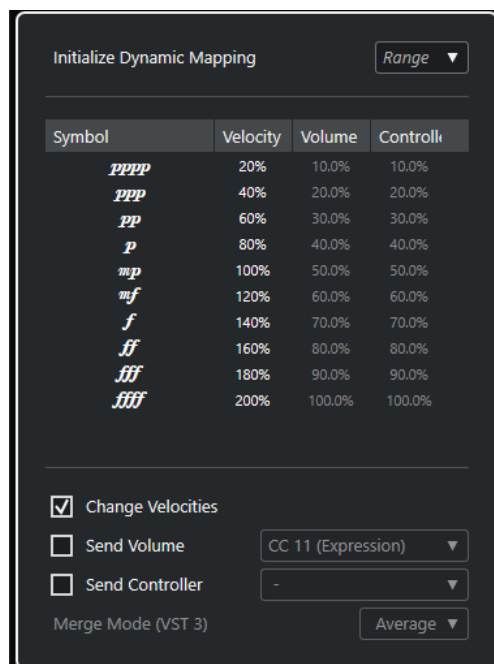 Initialize Dynamic Mapping Range
Symbol Velocity Volume Controlle
pppp 20% 10.0% 10.0%
ppp 40% 20.0% 20.0%
pp 60% 30.0% 30.0%
p 80% 40.0% 40.0%
mp 100% 50.0% 50.0%
mf 120% 60.0% 60.0%
f 140% 70.0% 70.0%
ff 160% 80.0% 80.0%
fff 180% 90.0% 90.0%
ffff 200% 100.0% 100.0%
Change Velocities
Send Volume CC 11 (Expression)
Send Controller -
Merge Mode (VST 3) Average